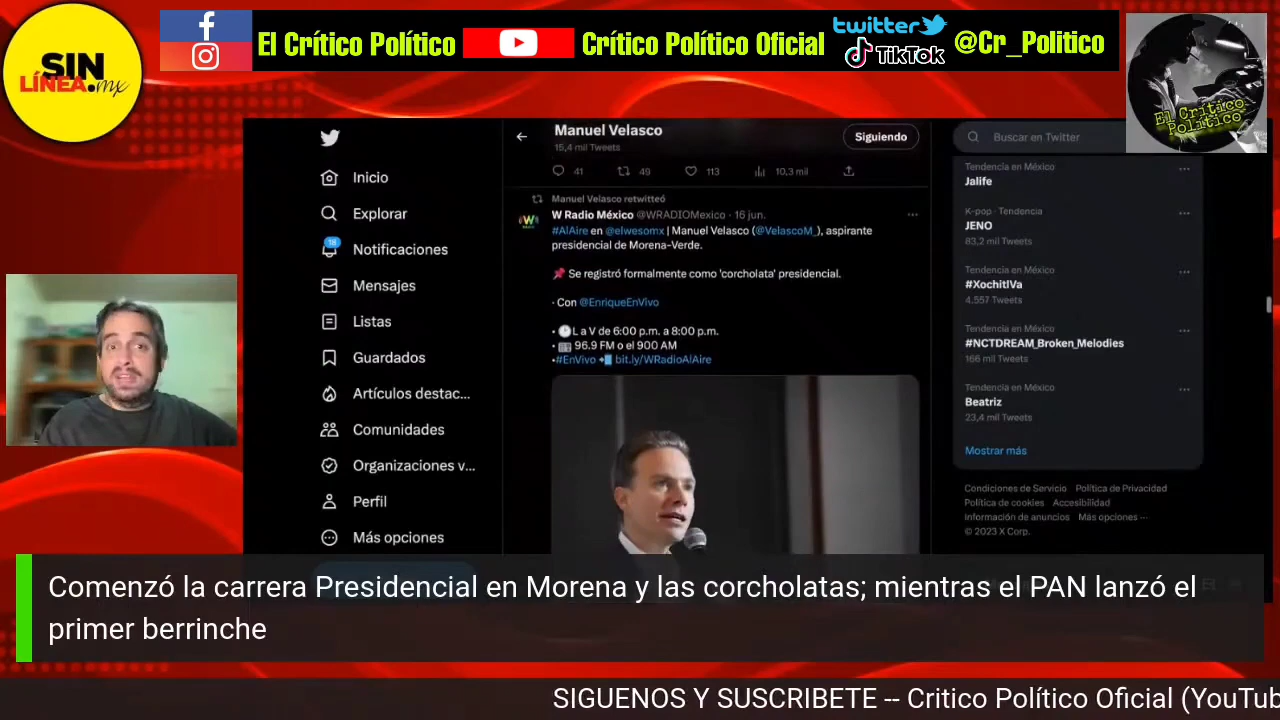 SIN
LÍNEA.mx
El Crítico Político
Crítico Político Oficial
twitter
TikTok
@Cr_Politico
El Crítico
Político
Manuel Velasco
15,4 mil Tweets
Siguiendo
Buscar en Twitter
Inicio
Explorar
18
Notificaciones
Mensajes
Listas
Guardados
Artículos destac...
Comunidades
Organizaciones v...
Perfil
Más opciones
41 49 113 10,3 mil
Manuel Velasco retwitteó
W Radio México @WRADIOMexico · 16 jun.
#AlAire en @elwesomx | Manuel Velasco (@VelascoM_), aspirante
presidencial de Morena-Verde.
📌 Se registró formalmente como 'corcholata' presidencial.
· Con @EnriqueEnVivo
• 🕐L a V de 6:00 p.m. a 8:00 p.m.
• 📻 96.9 FM o el 900 AM
•#EnVivo 📲 bit.ly/WRadioAlAire
Tendencia en México
Jalife
K-pop · Tendencia
JENO
83,2 mil Tweets
Tendencia en México
#XochitlVa
4.557 Tweets
Tendencia en México
#NCTDREAM_Broken_Melodies
166 mil Tweets
Tendencia en México
Beatriz
23,4 mil Tweets
Mostrar más
Condiciones de Servicio Política de Privacidad
Política de cookies Accesibilidad
Información de anuncios Más opciones ···
© 2023 X Corp.
Comenzó la carrera Presidencial en Morena y las corcholatas; mientras el PAN lanzó el
primer berrinche
SIGUENOS Y SUSCRIBETE -- Critico Político Oficial (YouTub